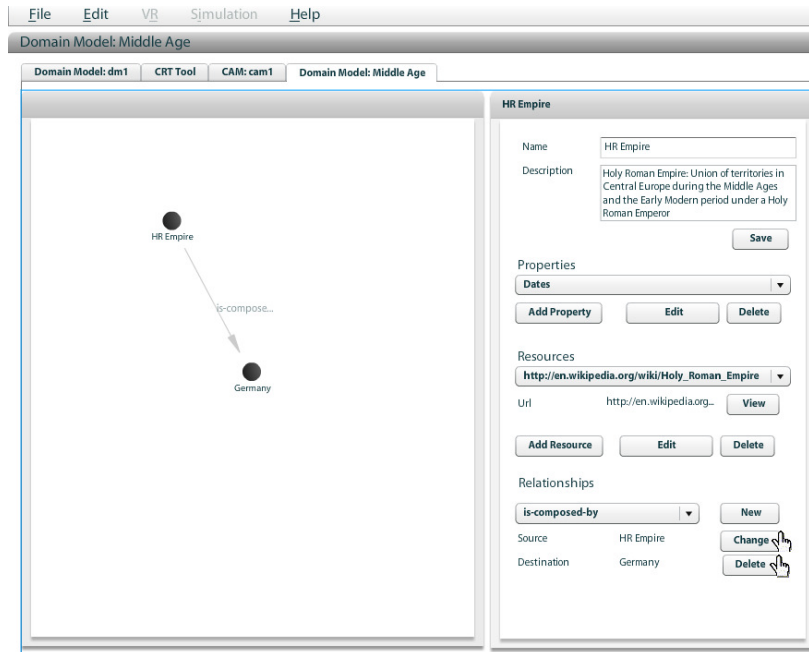 File Edit VR Simulation Help
Domain Model: Middle Age
Domain Model: dm1 CRT Tool CAM: cam1 Domain Model: Middle Age
HR Empire
is-compose...
Germany
HR Empire
Name HR Empire
Description Holy Roman Empire: Union of territories in
Central Europe during the Middle Ages
and the Early Modern period under a Holy
Roman Emperor
Save
Properties
Dates
Add Property Edit Delete
Resources
http://en.wikipedia.org/wiki/Holy_Roman_Empire
Url http://en.wikipedia.org... View
Add Resource Edit Delete
Relationships
is-composed-by New
Source HR Empire Change
Destination Germany Delete